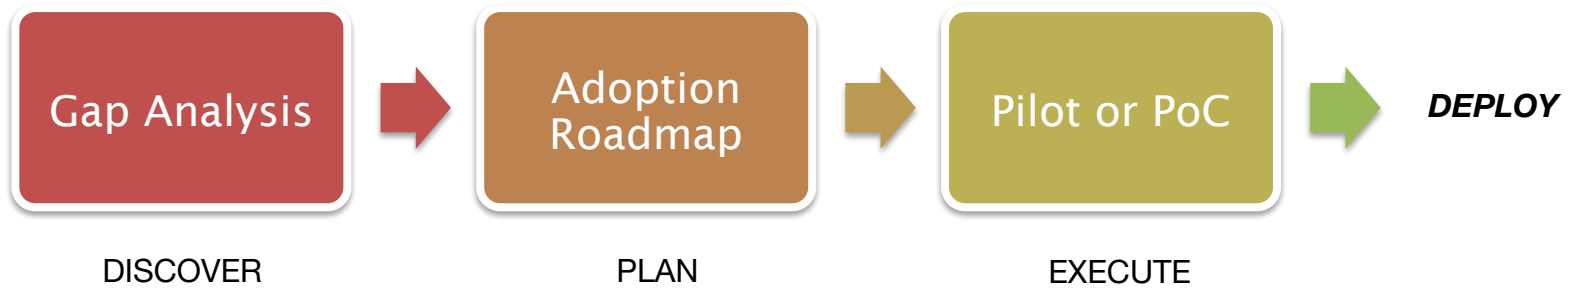 Gap Analysis
Adoption
Roadmap
Pilot or PoC
DEPLOY
DISCOVER
PLAN
EXECUTE